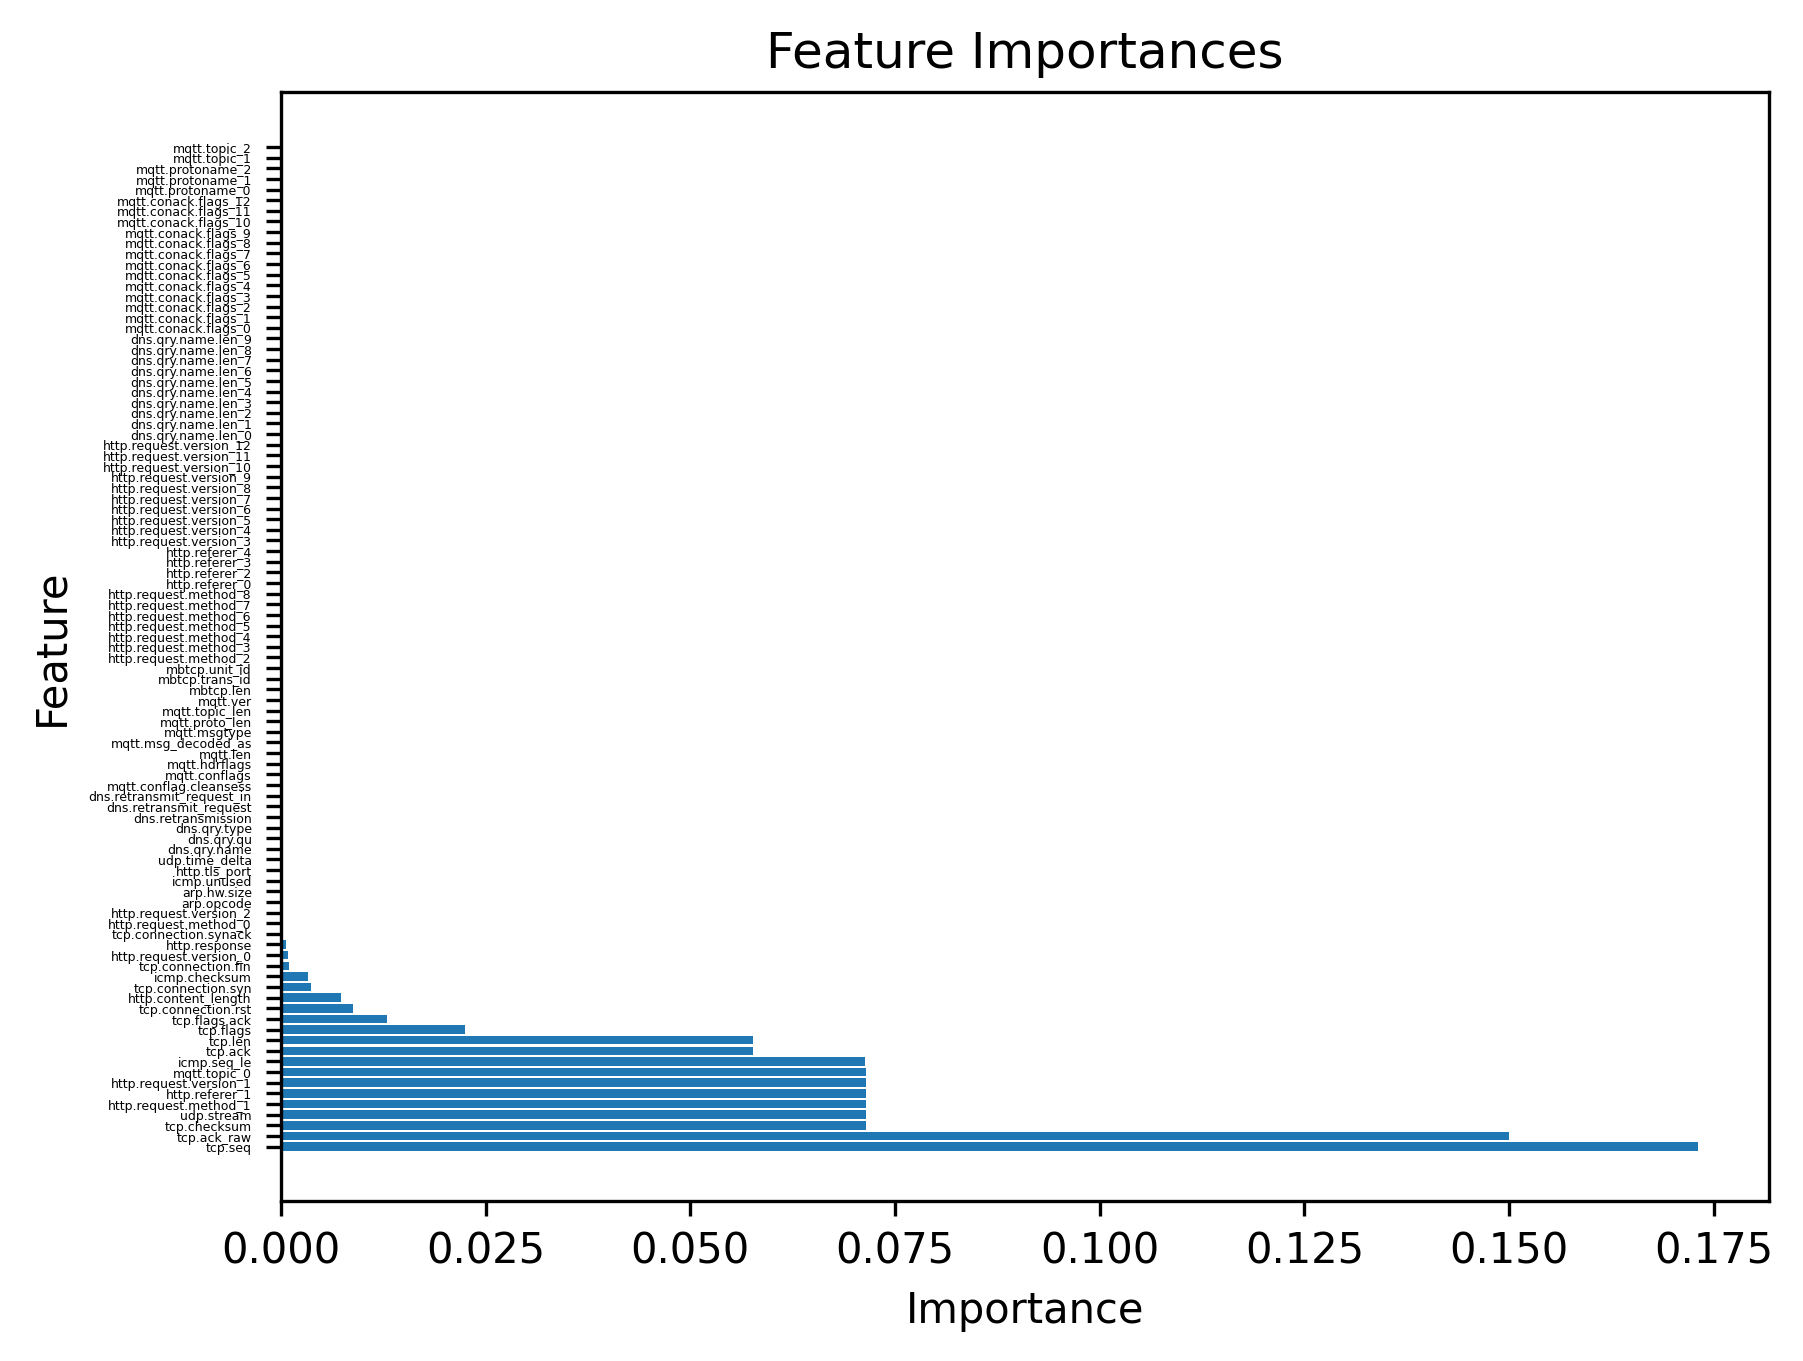 Feature Importances
mqtt.topic_2
mqtt.topic_1
mqtt.protoname_2
mqtt.protoname_1
mqtt.protoname_0
mqtt.conack.flags_12
mqtt.conack.flags_11
mqtt.conack.flags_10
mqtt.conack.flags_9
mqtt.conack.flags_8
mqtt.conack.flags_7
mqtt.conack.flags_6
mqtt.conack.flags_5
mqtt.conack.flags_4
mqtt.conack.flags_3
mqtt.conack.flags_2
mqtt.conack.flags_1
mqtt.conack.flags_0
dns.qry.name.len_9
dns.qry.name.len_8
dns.qry.name.len_7
dns.qry.name.len_6
dns.qry.name.len_5
dns.qry.name.len_4
dns.qry.name.len_3
dns.qry.name.len_2
dns.qry.name.len_1
dns.qry.name.len_0
http.request.version_12
http.request.version_11
http.request.version_10
http.request.version_9
http.request.version_8
http.request.version_7
http.request.version_6
http.request.version_5
http.request.version_4
http.request.version_3
http.referer_4
http.referer_3
http.referer_2
http.referer_0
http.request.method_8
http.request.method_7
http.request.method_6
http.request.method_5
http.request.method_4
http.request.method_3
http.request.method_2
mbtcp.unit_id
mbtcp.trans_id
mbtcp.len
mqtt.ver
mqtt.topic_len
mqtt.proto_len
mqtt.msgtype
mqtt.msg_decoded_as
mqtt.len
mqtt.hdrflags
mqtt.conflags
mqtt.conflag.cleansess
dns.retransmit_request_in
dns.retransmit_request
dns.retransmission
dns.qry.type
dns.qry.qu
dns.qry.name
udp.time_delta
http.tls_port
icmp.unused
arp.hw.size
arp.opcode
http.request.version_2
http.request.method_0
tcp.connection.synack
http.response
http.request.version_0
tcp.connection.fin
icmp.checksum
tcp.connection.syn
http.content_length
tcp.connection.rst
tcp.flags.ack
tcp.flags
tcp.len
tcp.ack
icmp.seq_le
mqtt.topic_0
http.request.version_1
http.referer_1
http.request.method_1
udp.stream
tcp.checksum
tcp.ack_raw
tcp.seq
Feature
0.000 0.025 0.050 0.075 0.100 0.125 0.150 0.175
Importance